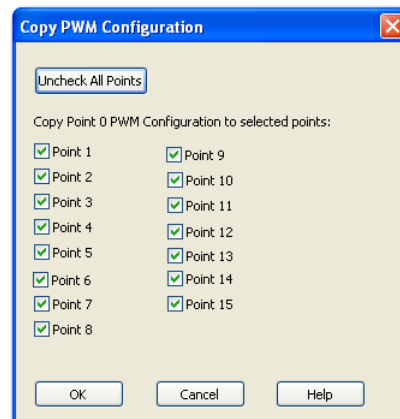 Copy PWM Configuration
Uncheck All Points
Copy Point 0 PWM Configuration to selected points:
Point 1
Point 2
Point 3
Point 4
Point 5
Point 6
Point 7
Point 8
Point 9
Point 10
Point 11
Point 12
Point 13
Point 14
Point 15
OK
Cancel
Help